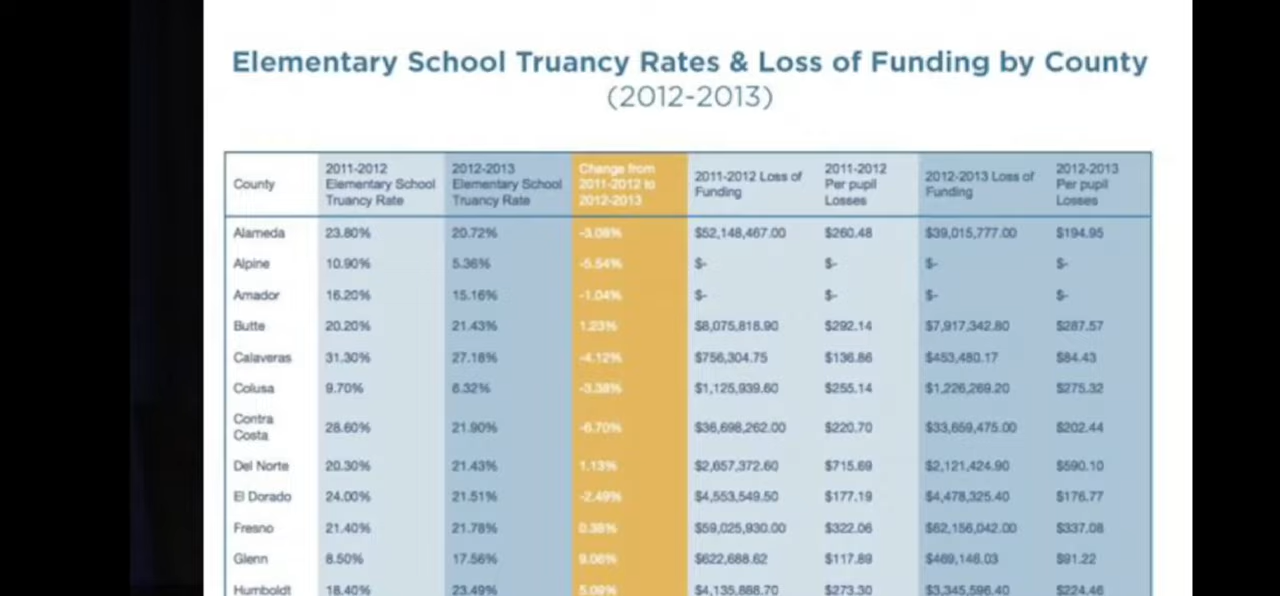 Elementary School Truancy Rates & Loss of Funding by County
(2012-2013)
County 2011-2012 Elementary School Truancy Rate 2012-2013 Elementary School Truancy Rate Change from 2011-2012 to 2012-2013 2011-2012 Loss of Funding 2011-2012 Per pupil Losses 2012-2013 Loss of Funding 2012-2013 Per pupil Losses
Alameda 23.80% 20.72% -3.08% $52,148,467.00 $260.48 $39,015,777.00 $194.95
Alpine 10.90% 5.36% -5.54% $- $- $- $-
Amador 16.20% 15.16% -1.04% $- $- $- $-
Butte 20.20% 21.43% 1.23% $8,075,818.90 $292.14 $7,917,342.80 $287.57
Calaveras 31.30% 27.18% -4.12% $756,304.75 $136.86 $453,480.17 $84.43
Colusa 9.70% 6.32% -3.38% $1,125,939.60 $255.14 $1,226,269.20 $275.32
Contra Costa 28.60% 21.90% -6.70% $36,698,262.00 $220.70 $33,659,475.00 $202.44
Del Norte 20.30% 21.43% 1.13% $2,657,372.60 $715.69 $2,121,424.90 $590.10
El Dorado 24.00% 21.51% -2.49% $4,553,549.50 $177.19 $4,478,325.40 $176.77
Fresno 21.40% 21.78% 0.38% $59,025,930.00 $322.06 $62,156,042.00 $337.08
Glenn 8.50% 17.56% 9.06% $622,688.62 $117.89 $469,146.03 $91.22
Humboldt 18.40% 23.49% 5.09% $4,135,888.70 $273.30 $3,345,596.40 $224.46